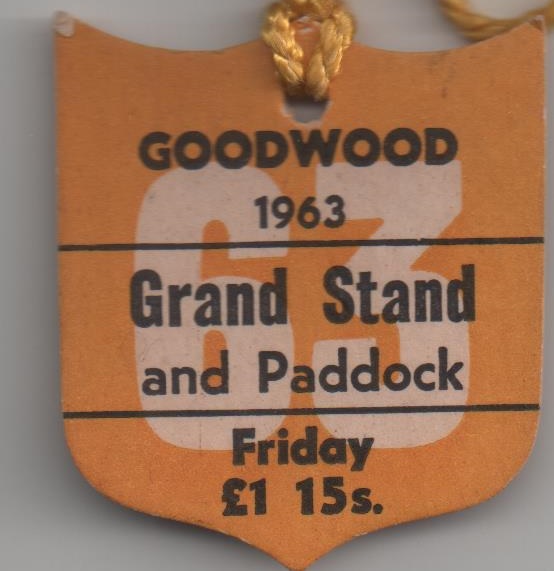 GOODWOOD
1963
63
Grand Stand
and Paddock
Friday
£1 15s.